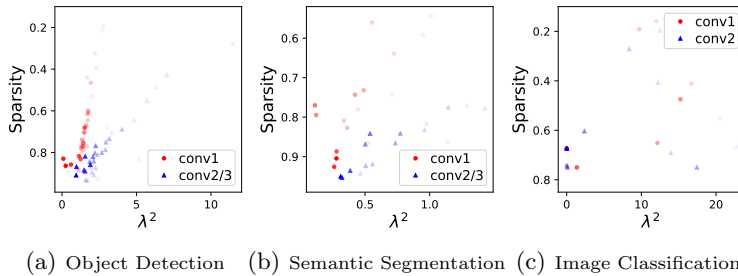 0.2
0.4
0.6
0.8
Sparsity
0 5 10
λ²
conv1
conv2/3
(a) Object Detection
0.6
0.7
0.8
0.9
Sparsity
0.5 1.0
λ²
conv1
conv2/3
(b) Semantic Segmentation
0.2
0.4
0.6
0.8
Sparsity
0 10 20
λ²
conv1
conv2
(c) Image Classification